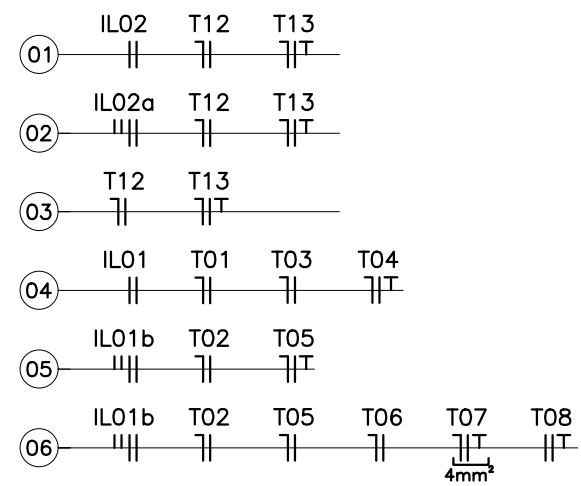 IL02 T12 T13
01
IL02a T12 T13
02
T12 T13
03
IL01 T01 T03 T04
04
IL01b T02 T05
05
IL01b T02 T05 T06 T07 T08
06
4mm²